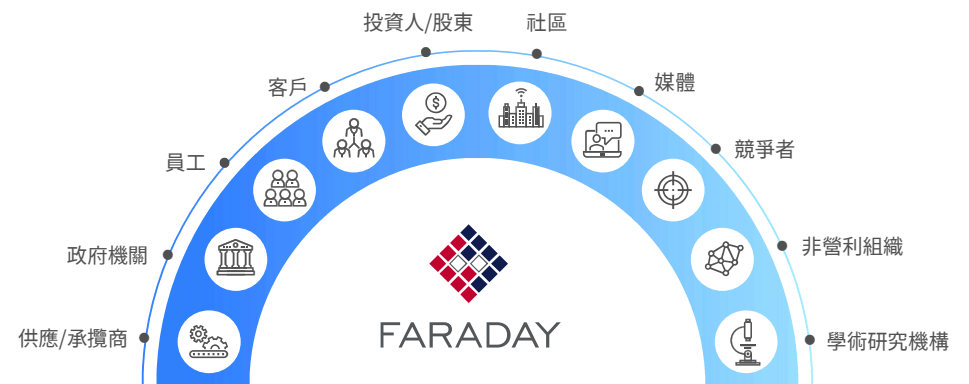 投資人/股東
社區
客戶
媒體
員工
競爭者
政府機關
非營利組織
供應/承攬商
學術研究機構
FARADAY